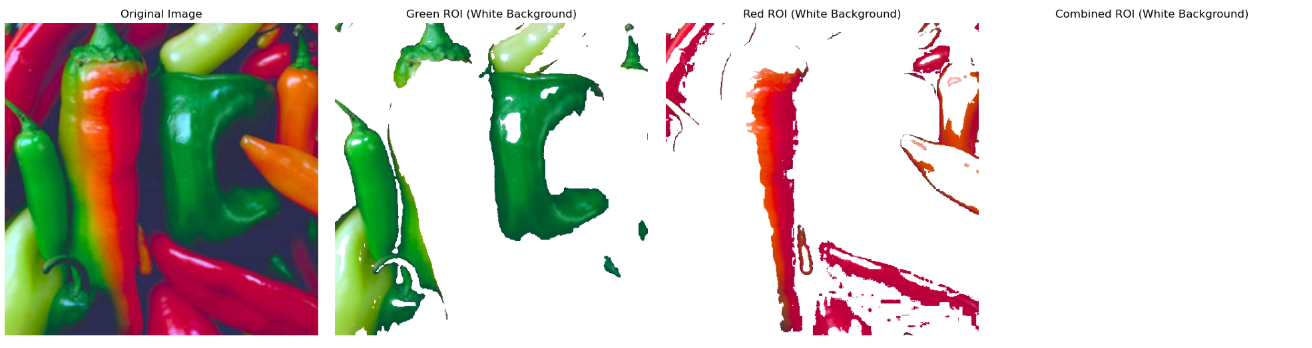 Original Image
Green ROI (White Background)
Red ROI (White Background)
Combined ROI (White Background)